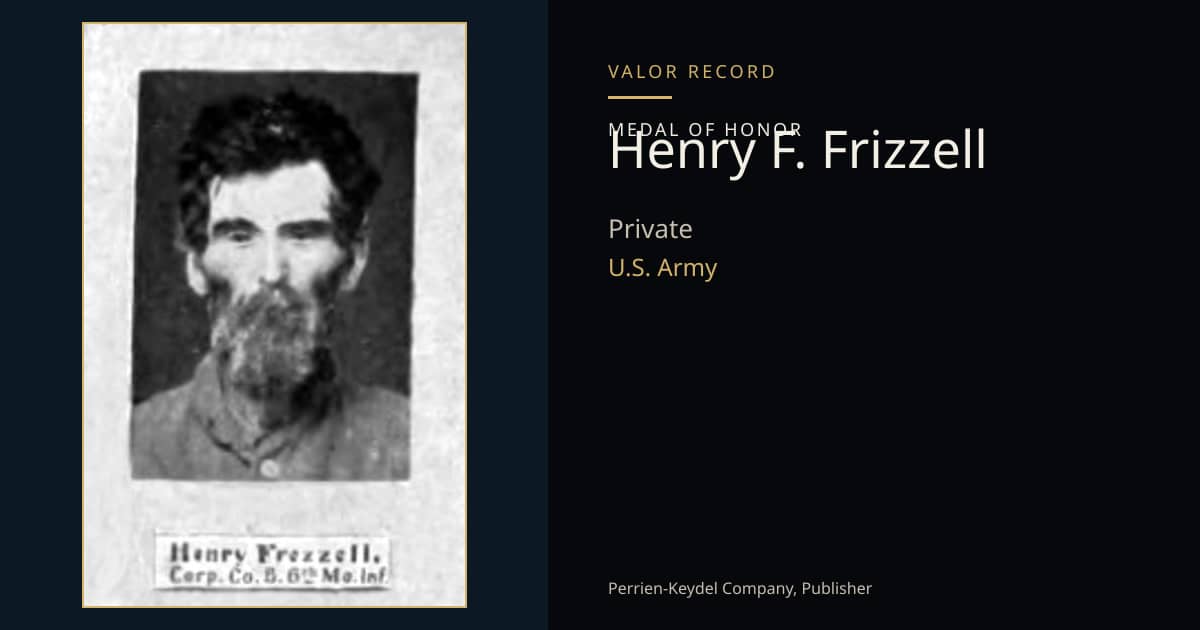 Henry Frezzell.
Corp. Co. B. 6th Mo. Inf.
VALOR RECORD
MEDAL OF HONOR
Henry F. Frizzell
Private
U.S. Army
Perrien-Keydel Company, Publisher